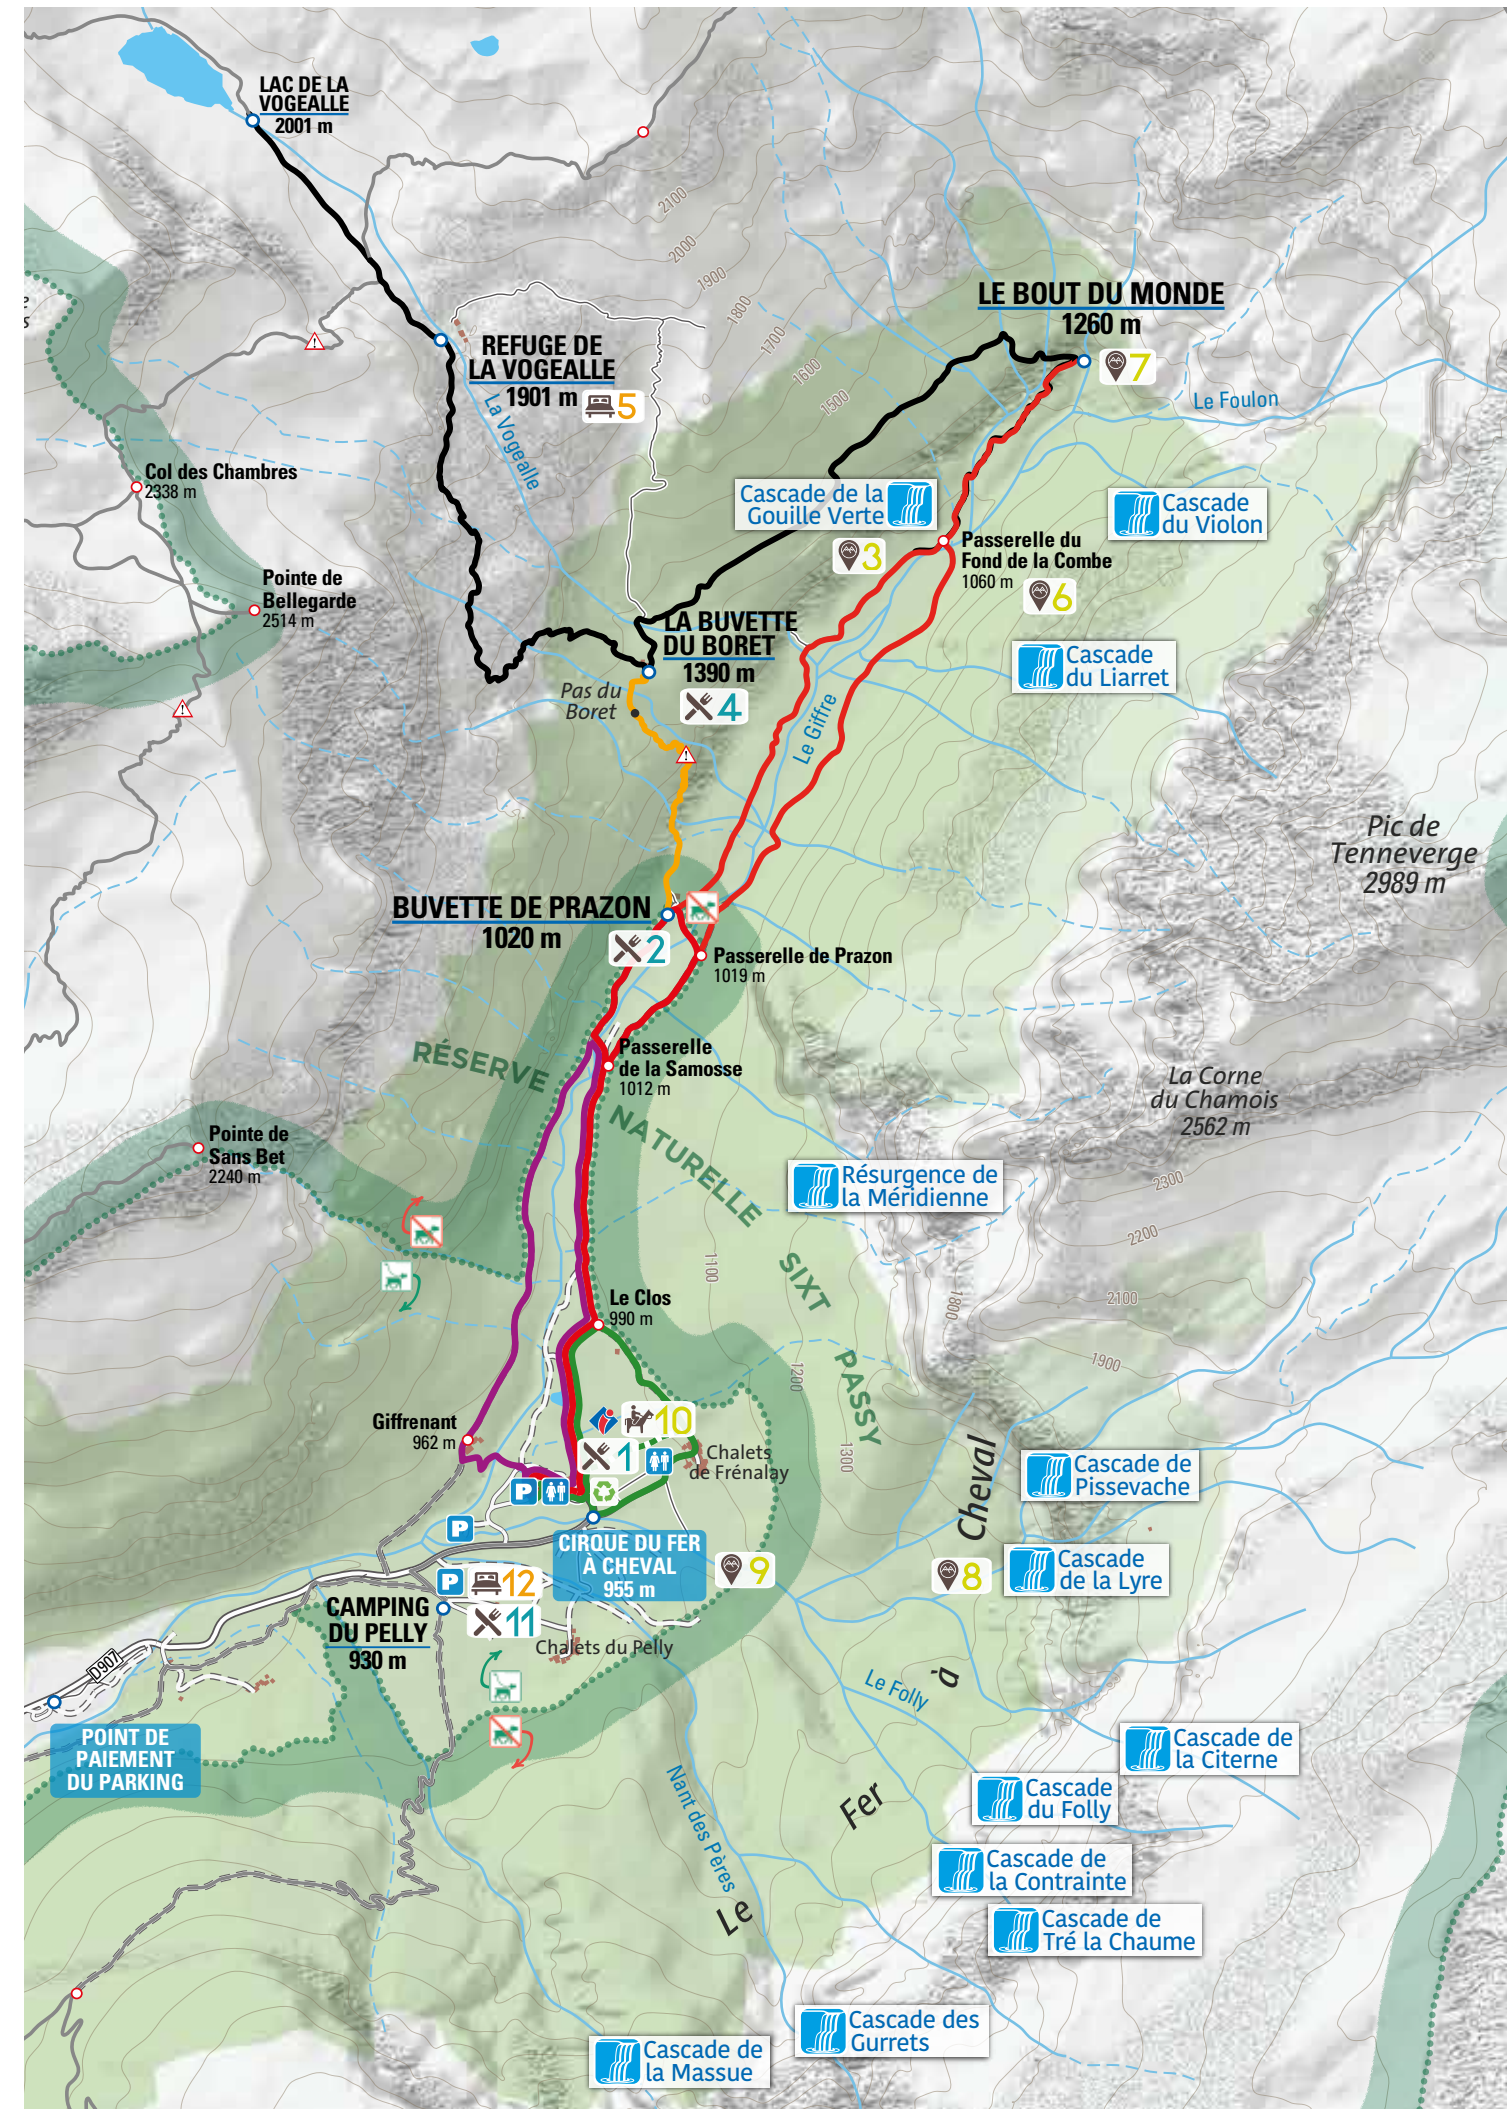 LAC DE LA
VOGEALLE
2001 m
2100
2000
1900
1800
1700
1600
1500
LE BOUT DU MONDE
1260 m
7
REFUGE DE
LA VOGEALLE
1901 m
5
La Vogealle
Le Foulon
Col des Chambres
2338 m
Cascade de la
Gouille Verte
3
Cascade
du Violon
Passerelle du
Fond de la Combe
1060 m
6
Pointe de
Bellegarde
2514 m
LA BUVETTE
DU BORET
1390 m
4
Cascade
du Liarret
Pas du
Boret
Le Giffre
Pic de
Tenneverge
2989 m
BUVETTE DE PRAZON
1020 m
2
Passerelle de Prazon
1019 m
Passerelle
de la Samosse
1012 m
RÉSERVE
NATURELLE
SIXT
PASSY
La Corne
du Chamois
2562 m
Pointe de
Sans Bet
2240 m
Résurgence de
la Méridienne
2300
2200
2100
1800
1900
1100
1200
1300
Le Clos
990 m
Giffrenant
962 m
10
1
Chalets
de Frénalay
P
P
P
CIRQUE DU FER
À CHEVAL
955 m
9
8
Cascade de
Pissevache
Cascade
de la Lyre
12
11
CAMPING
DU PELLY
930 m
Chalets du Pelly
D907
POINT DE
PAIEMENT
DU PARKING
Le Folly
Nant des Pères
Le
Fer
à
Cheval
Cascade de
la Citerne
Cascade
du Folly
Cascade de
la Contrainte
Cascade de
Tré la Chaume
Cascade des
Gurrets
Cascade de
la Massue